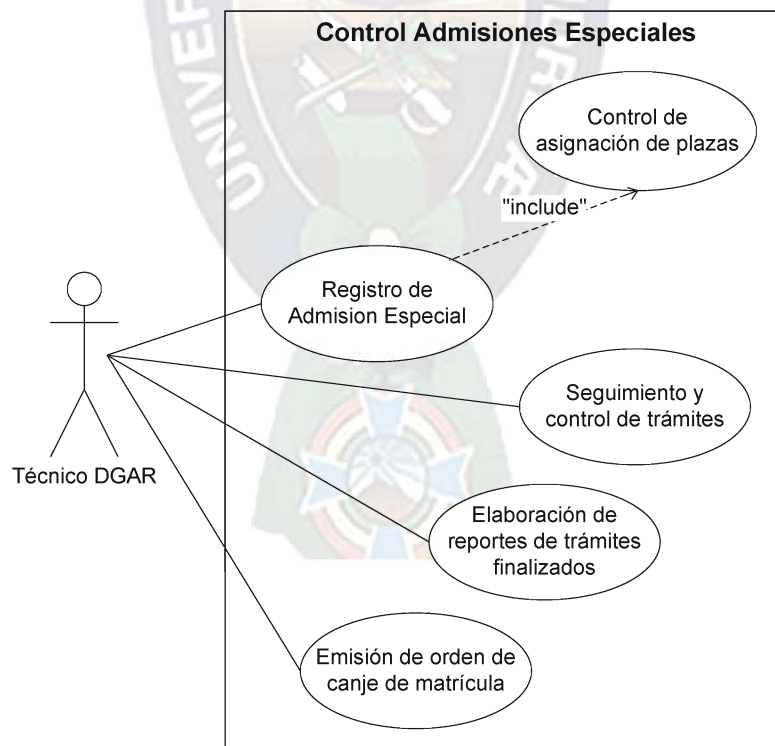 Control Admisiones Especiales
Control de
asignación de plazas
"include"
Registro de
Admision Especial
Seguimiento y
control de trámites
Técnico DGAR
Elaboración de
reportes de trámites
finalizados
Emisión de orden de
canje de matrícula
UNIVER